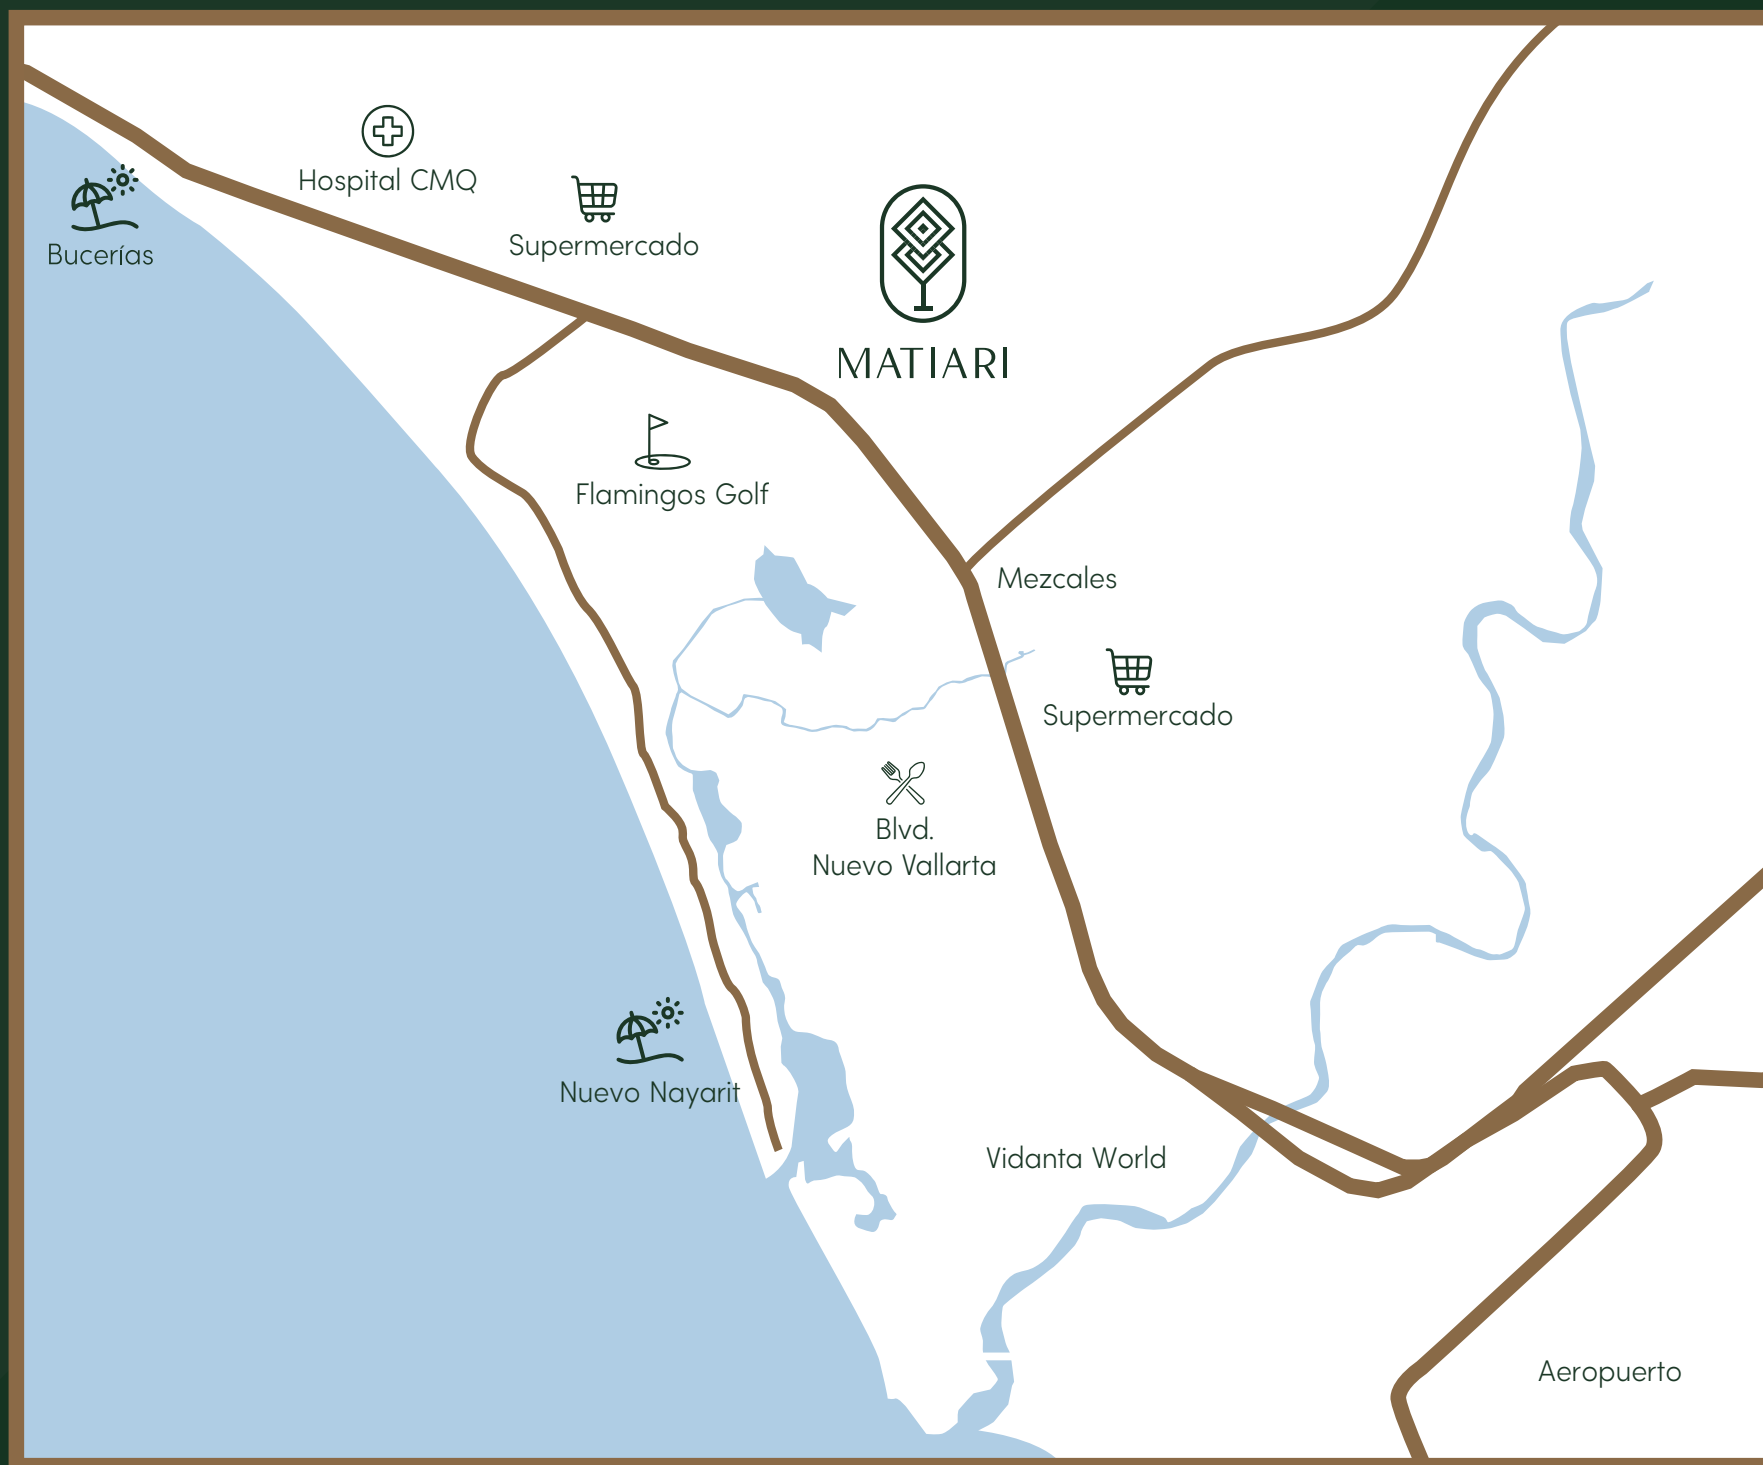 Hospital CMQ
Supermercado
Bucerías
MATIARI
Flamingos Golf
Mezcales
Supermercado
Blvd.
Nuevo Vallarta
Nuevo Nayarit
Vidanta World
Aeropuerto